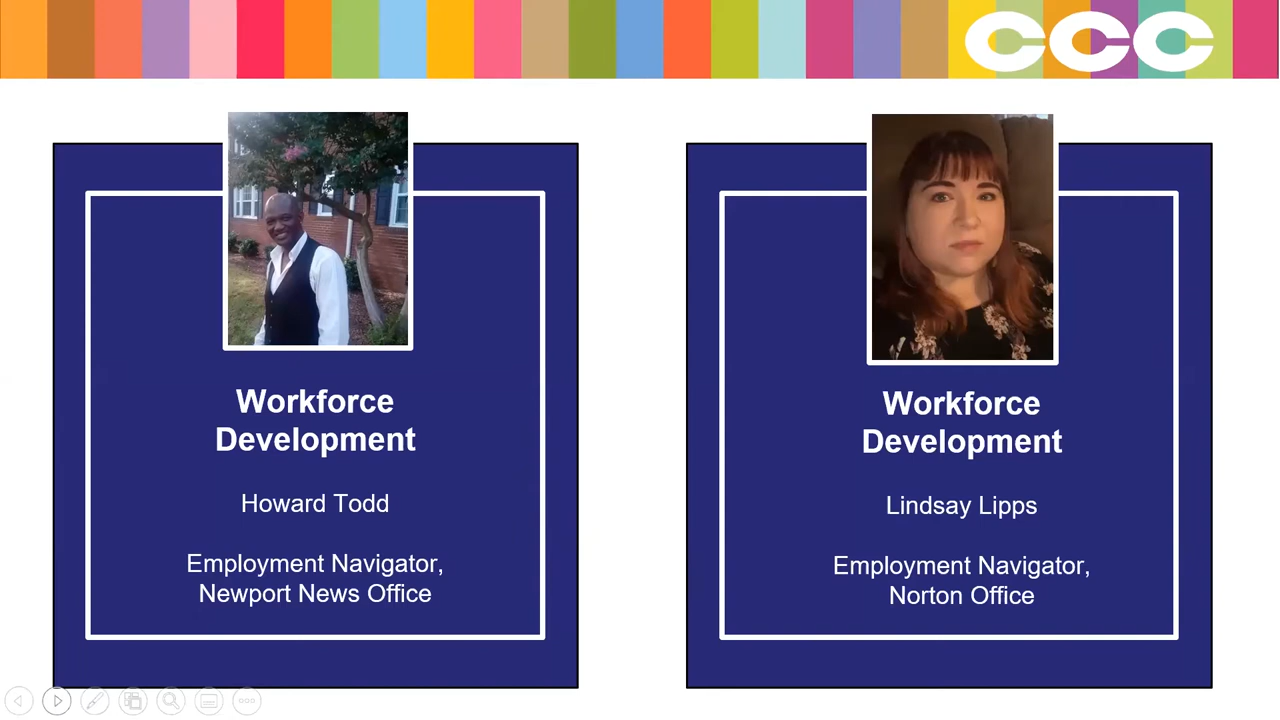 CCC
Workforce
Development
Howard Todd
Employment Navigator,
Newport News Office
Workforce
Development
Lindsay Lipps
Employment Navigator,
Norton Office